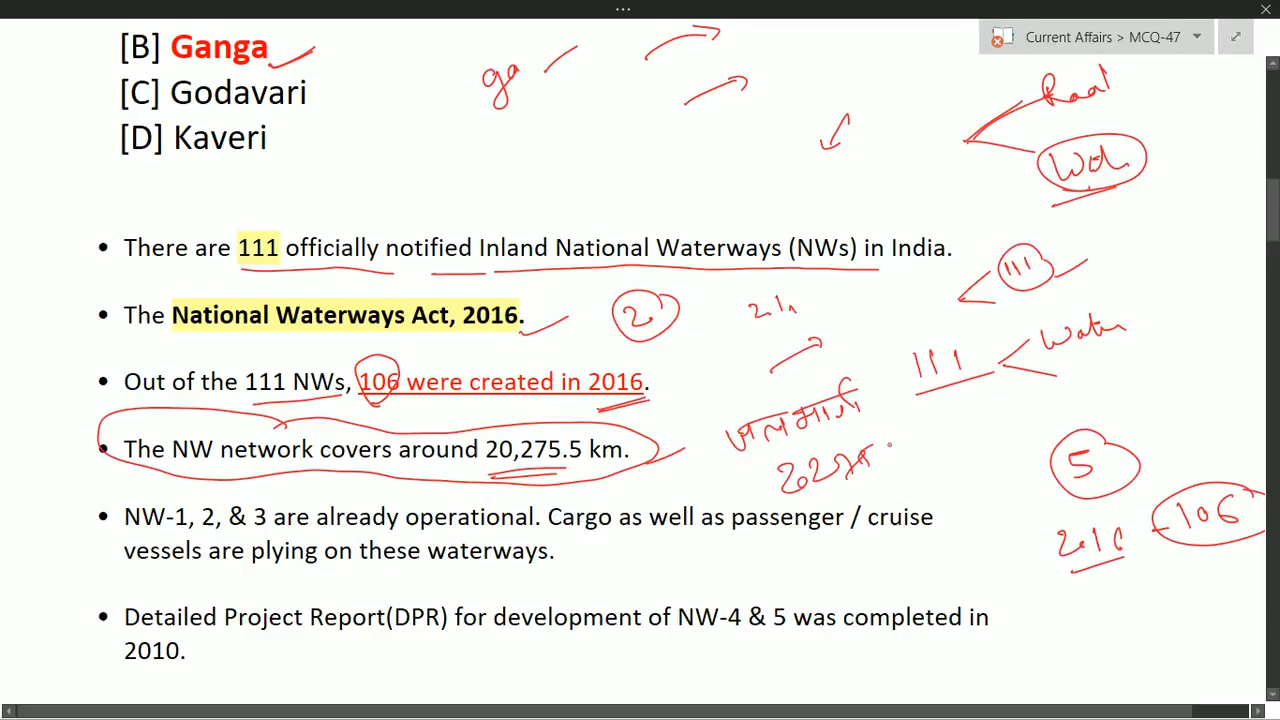 Current Affairs > MCQ-47
[B] Ganga
[C] Godavari
[D] Kaveri
ga
Road
• There are 111 officially notified Inland National Waterways (NWs) in India.
111
• The National Waterways Act, 2016.
Water
111
• Out of the 111 NWs, 106 were created in 2016.
जलमार्ग
• The NW network covers around 20,275.5 km.
5
• NW-1, 2, & 3 are already operational. Cargo as well as passenger / cruise
106
vessels are plying on these waterways.
2016
• Detailed Project Report(DPR) for development of NW-4 & 5 was completed in
2010.